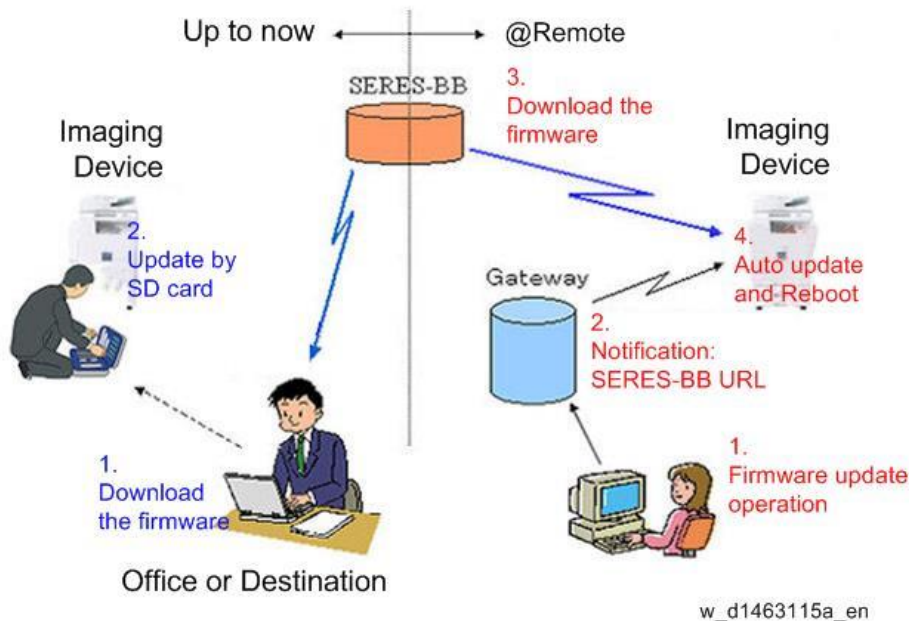 Up to now
@Remote
SERES-BB
3.
Download the
firmware
Imaging
Device
Imaging
Device
2.
Update by
SD card
4.
Auto update
and Reboot
Gateway
2.
Notification:
SERES-BB URL
1.
Download
the firmware
1.
Firmware update
operation
Office or Destination
w_d1463115a_en